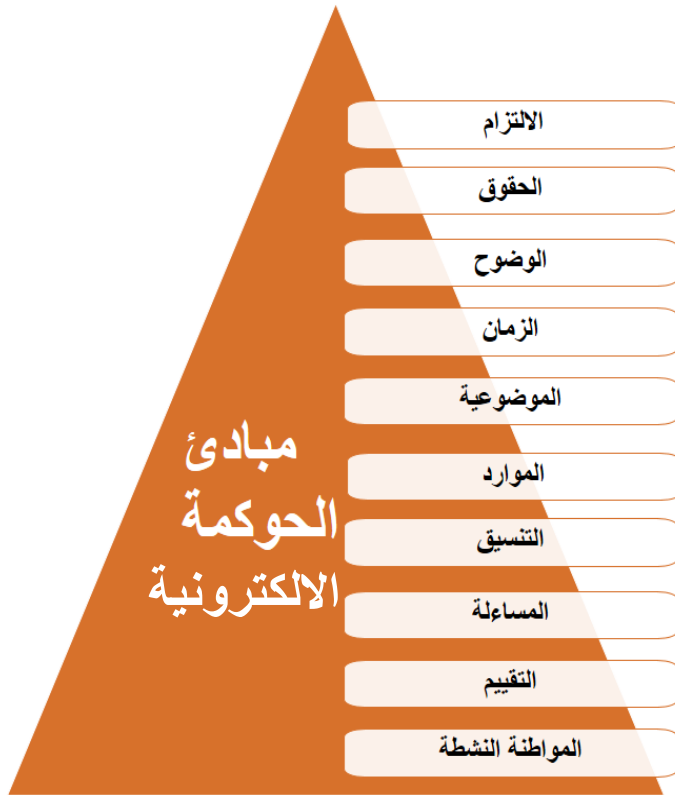 مبادئ
الحوكمة
الالكترونية
الالتزام
الحقوق
الوضوح
الزمان
الموضوعية
الموارد
التنسيق
المساءلة
التقييم
المواطنة النشطة